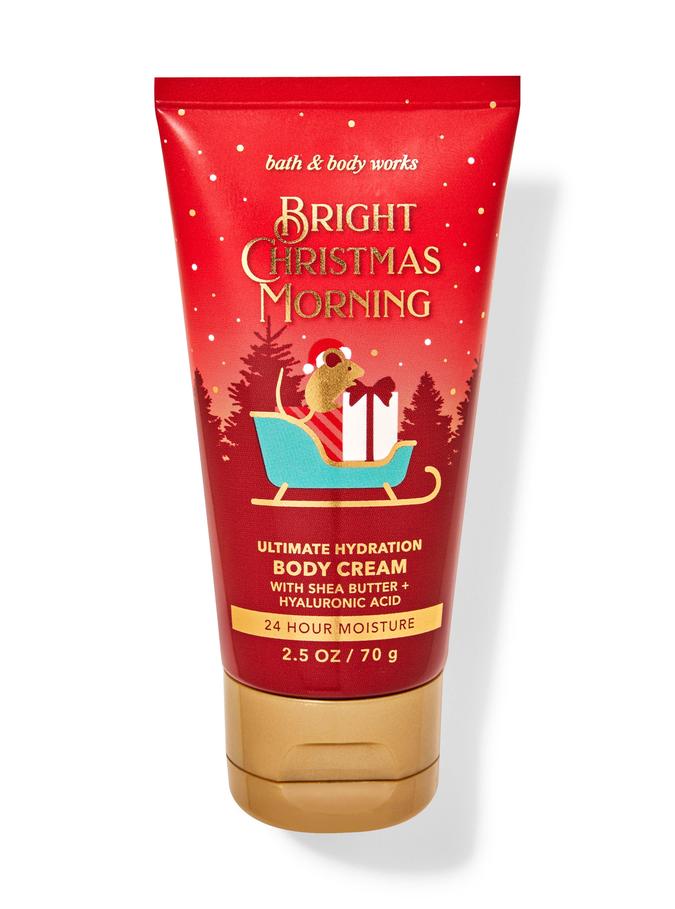 bath & body works
BRIGHT
CHRISTMAS
MORNING
ULTIMATE HYDRATION
BODY CREAM
WITH SHEA BUTTER +
HYALURONIC ACID
24 HOUR MOISTURE
2.5 OZ / 70 g